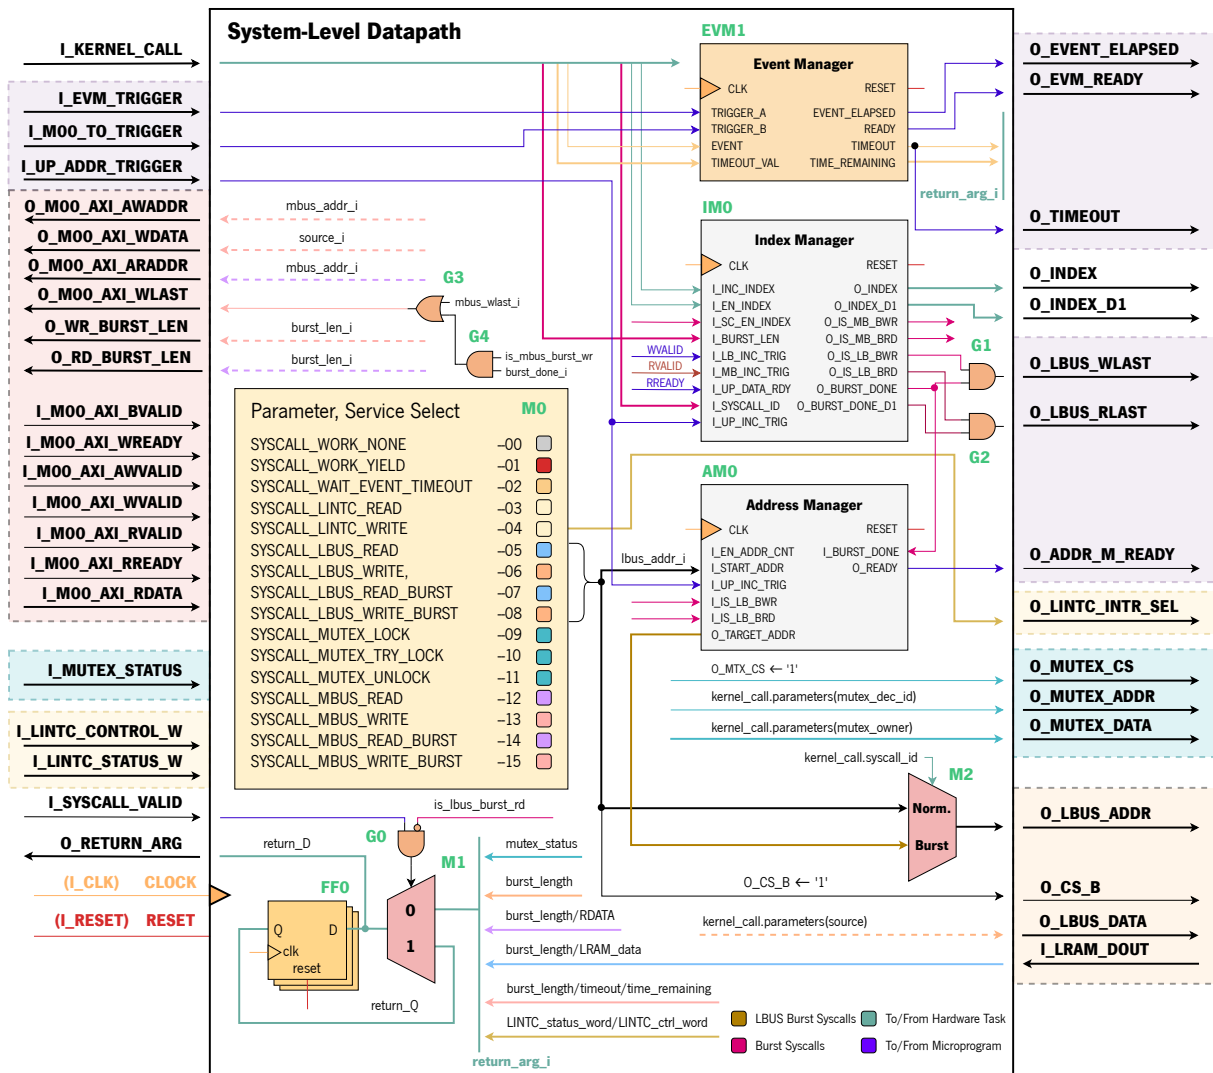 System-Level Datapath
I_KERNEL_CALL
I_EVM_TRIGGER
I_M00_TO_TRIGGER
I_UP_ADDR_TRIGGER
O_M00_AXI_AWADDR
O_M00_AXI_WDATA
O_M00_AXI_ARADDR
O_M00_AXI_WLAST
O_WR_BURST_LEN
O_RD_BURST_LEN
I_M00_AXI_BVALID
I_M00_AXI_WREADY
I_M00_AXI_AWVALID
I_M00_AXI_WVALID
I_M00_AXI_RVALID
I_M00_AXI_RREADY
I_M00_AXI_RDATA
I_MUTEX_STATUS
I_LINTC_CONTROL_W
I_LINTC_STATUS_W
I_SYSCALL_VALID
O_RETURN_ARG
(I_CLK) CLOCK
(I_RESET) RESET
mbus_addr_i
source_i
mbus_addr_i
G3
mbus_wlast_i
burst_len_i
G4
is_mbus_burst_wr
burst_done_i
burst_len_i
Parameter, Service Select M0
SYSCALL_WORK_NONE –00
SYSCALL_WORK_YIELD –01
SYSCALL_WAIT_EVENT_TIMEOUT –02
SYSCALL_LINTC_READ –03
SYSCALL_LINTC_WRITE –04
SYSCALL_LBUS_READ –05
SYSCALL_LBUS_WRITE, –06
SYSCALL_LBUS_READ_BURST –07
SYSCALL_LBUS_WRITE_BURST –08
SYSCALL_MUTEX_LOCK –09
SYSCALL_MUTEX_TRY_LOCK –10
SYSCALL_MUTEX_UNLOCK –11
SYSCALL_MBUS_READ –12
SYSCALL_MBUS_WRITE –13
SYSCALL_MBUS_READ_BURST –14
SYSCALL_MBUS_WRITE_BURST –15
EVM1
Event Manager
CLK RESET
TRIGGER_A EVENT_ELAPSED
TRIGGER_B READY
EVENT TIMEOUT
TIMEOUT_VAL TIME_REMAINING
return_arg_i
IM0
Index Manager
CLK RESET
I_INC_INDEX O_INDEX
I_EN_INDEX O_INDEX_D1
I_SC_EN_INDEX O_IS_MB_BWR
I_BURST_LEN O_IS_MB_BRD
WVALID I_LB_INC_TRIG O_IS_LB_BWR
RVALID I_MB_INC_TRIG O_IS_LB_BRD
RREADY I_UP_DATA_RDY O_BURST_DONE
I_SYSCALL_ID O_BURST_DONE_D1
I_UP_INC_TRIG
G1
G2
AM0
Address Manager
CLK RESET
I_EN_ADDR_CNT I_BURST_DONE
lbus_addr_i I_START_ADDR O_READY
I_UP_INC_TRIG
I_IS_LB_BWR
I_IS_LB_BRD
O_TARGET_ADDR
O_MTX_CS ← '1'
kernel_call.parameters(mutex_dec_id)
kernel_call.parameters(mutex_owner)
kernel_call.syscall_id
M2
Norm.
Burst
O_CS_B ← '1'
kernel_call.parameters(source)
is_lbus_burst_rd
G0
return_D
M1
0
1
FF0
Q D
clk
reset
return_Q
mutex_status
burst_length
burst_length/RDATA
burst_length/LRAM_data
burst_length/timeout/time_remaining
LINTC_status_word/LINTC_ctrl_word
return_arg_i
LBUS Burst Syscalls
To/From Hardware Task
Burst Syscalls
To/From Microprogram
O_EVENT_ELAPSED
O_EVM_READY
O_TIMEOUT
O_INDEX
O_INDEX_D1
O_LBUS_WLAST
O_LBUS_RLAST
O_ADDR_M_READY
O_LINTC_INTR_SEL
O_MUTEX_CS
O_MUTEX_ADDR
O_MUTEX_DATA
O_LBUS_ADDR
O_CS_B
O_LBUS_DATA
I_LRAM_DOUT